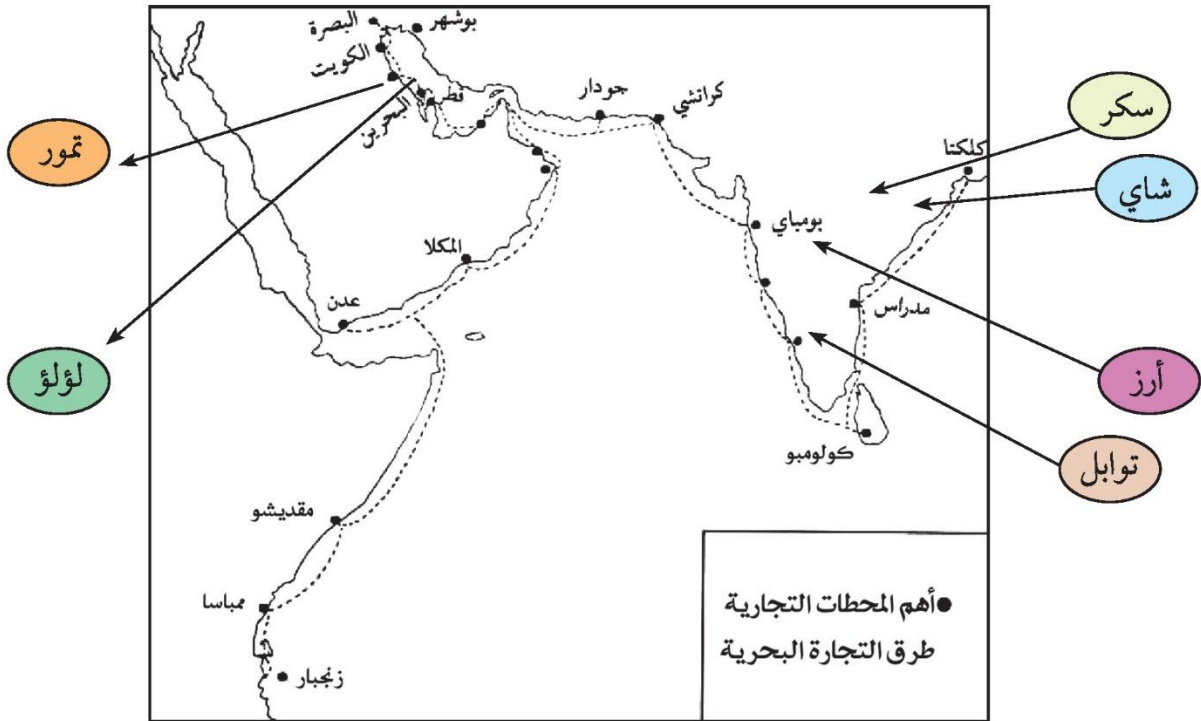 البصرة
بوشهر
الكويت
قطر
البحرين
جودار
كراتشي
كلكتا
سكر
شاي
تمور
بومباي
المكلا
عدن
مدراس
لؤلؤ
أرز
توابل
كولومبو
مقديشو
ممباسا
زنجبار
أهم المحطات التجارية
طرق التجارة البحرية